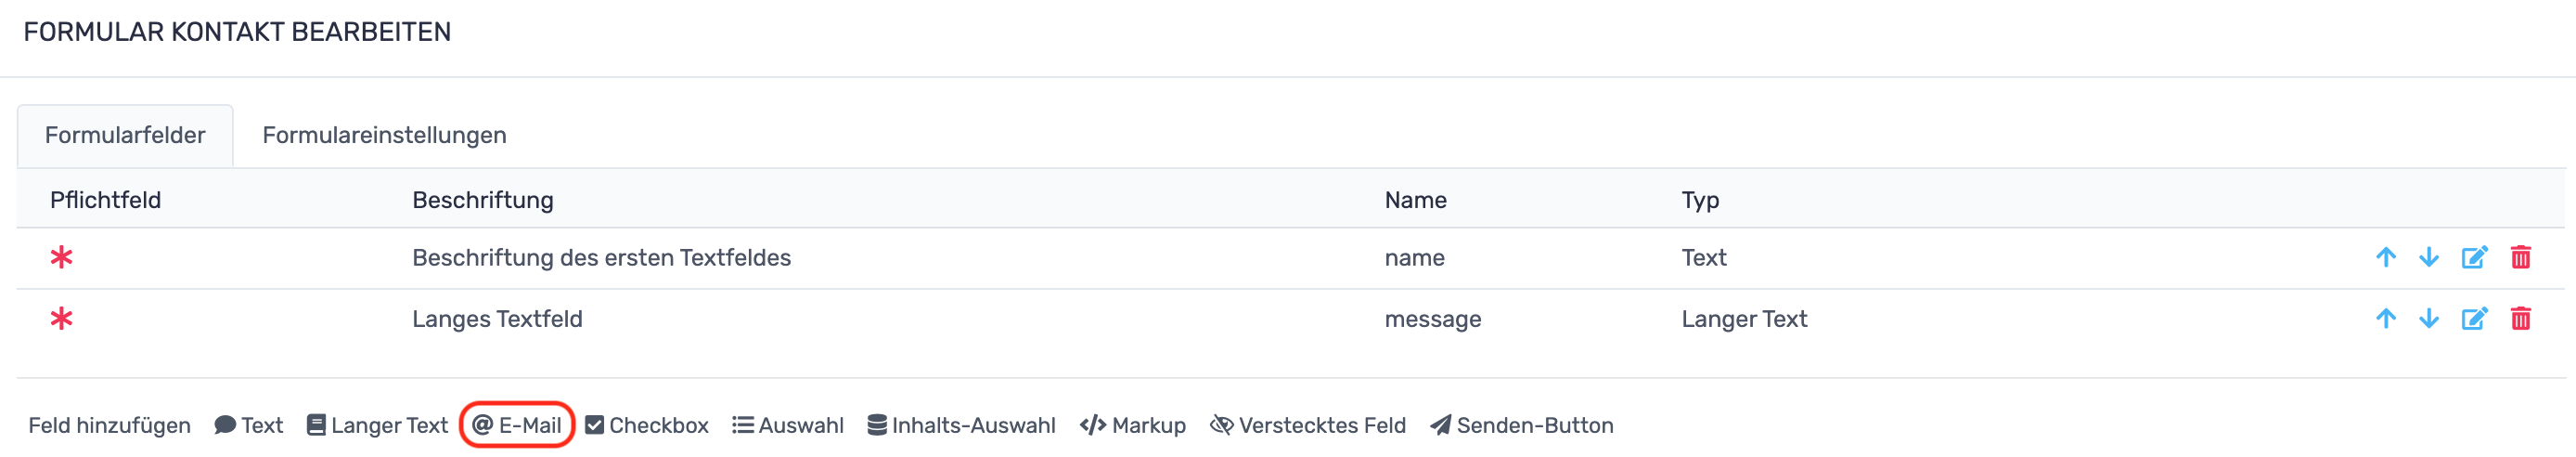 FORMULAR KONTAKT BEARBEITEN
Formularfelder Formulareinstellungen
Pflichtfeld Beschriftung Name Typ
Beschriftung des ersten Textfeldes name Text
Langes Textfeld message Langer Text
Feld hinzufügen Text Langer Text E-Mail Checkbox Auswahl Inhalts-Auswahl Markup Verstecktes Feld Senden-Button